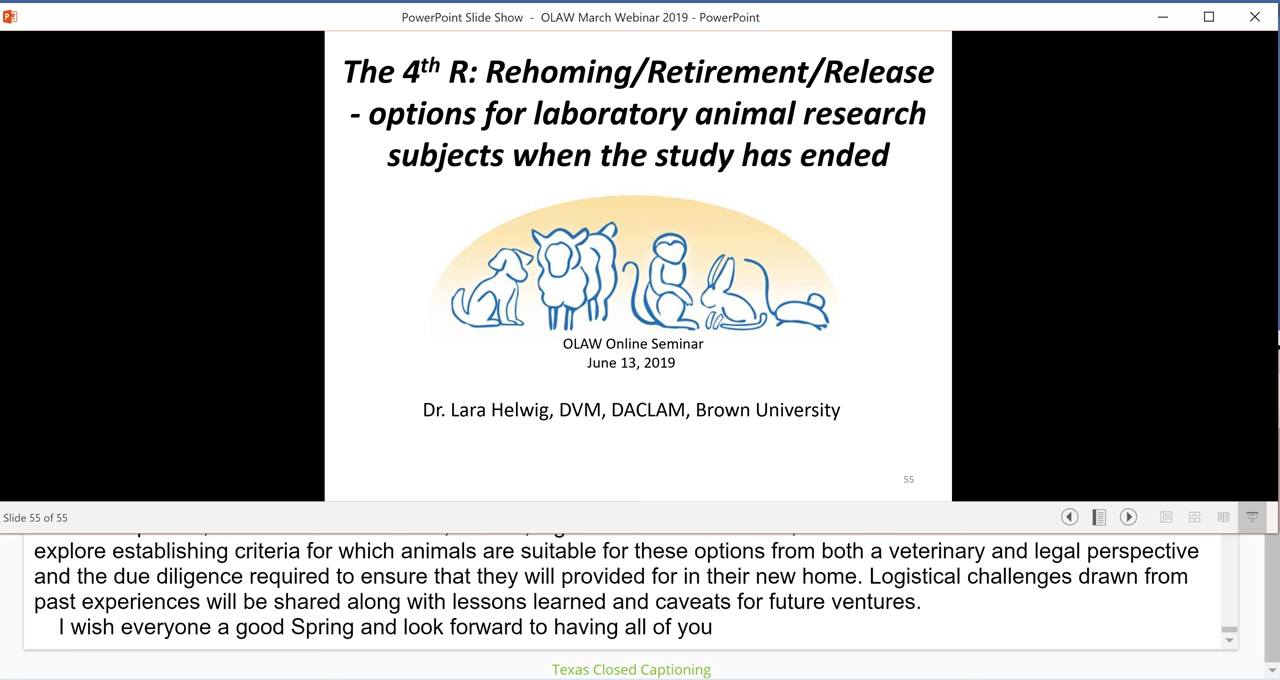 PowerPoint Slide Show - OLAW March Webinar 2019 - PowerPoint
The 4th R: Rehoming/Retirement/Release
- options for laboratory animal research
subjects when the study has ended
OLAW Online Seminar
June 13, 2019
Dr. Lara Helwig, DVM, DACLAM, Brown University
55
Slide 55 of 55
explore establishing criteria for which animals are suitable for these options from both a veterinary and legal perspective
and the due diligence required to ensure that they will provided for in their new home. Logistical challenges drawn from
past experiences will be shared along with lessons learned and caveats for future ventures.
I wish everyone a good Spring and look forward to having all of you
Texas Closed Captioning